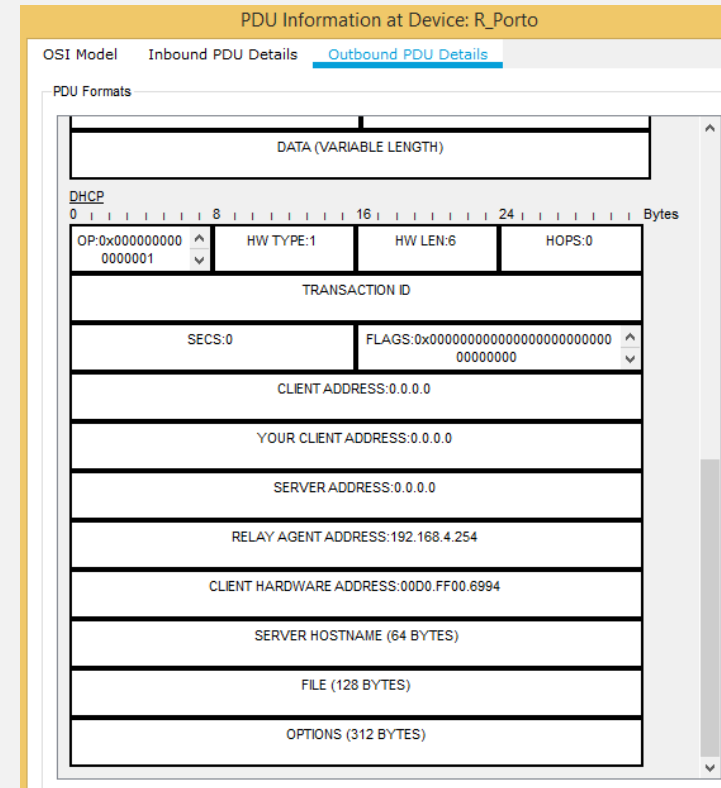 PDU Information at Device: R_Porto
OSI Model Inbound PDU Details Outbound PDU Details
PDU Formats
DATA (VARIABLE LENGTH)
DHCP
0 8 16 24 Bytes
OP:0x000000000
0000001
HW TYPE:1
HW LEN:6
HOPS:0
TRANSACTION ID
SECS:0
FLAGS:0x000000000000000000000000
00000000
CLIENT ADDRESS:0.0.0.0
YOUR CLIENT ADDRESS:0.0.0.0
SERVER ADDRESS:0.0.0.0
RELAY AGENT ADDRESS:192.168.4.254
CLIENT HARDWARE ADDRESS:00D0.FF00.6994
SERVER HOSTNAME (64 BYTES)
FILE (128 BYTES)
OPTIONS (312 BYTES)